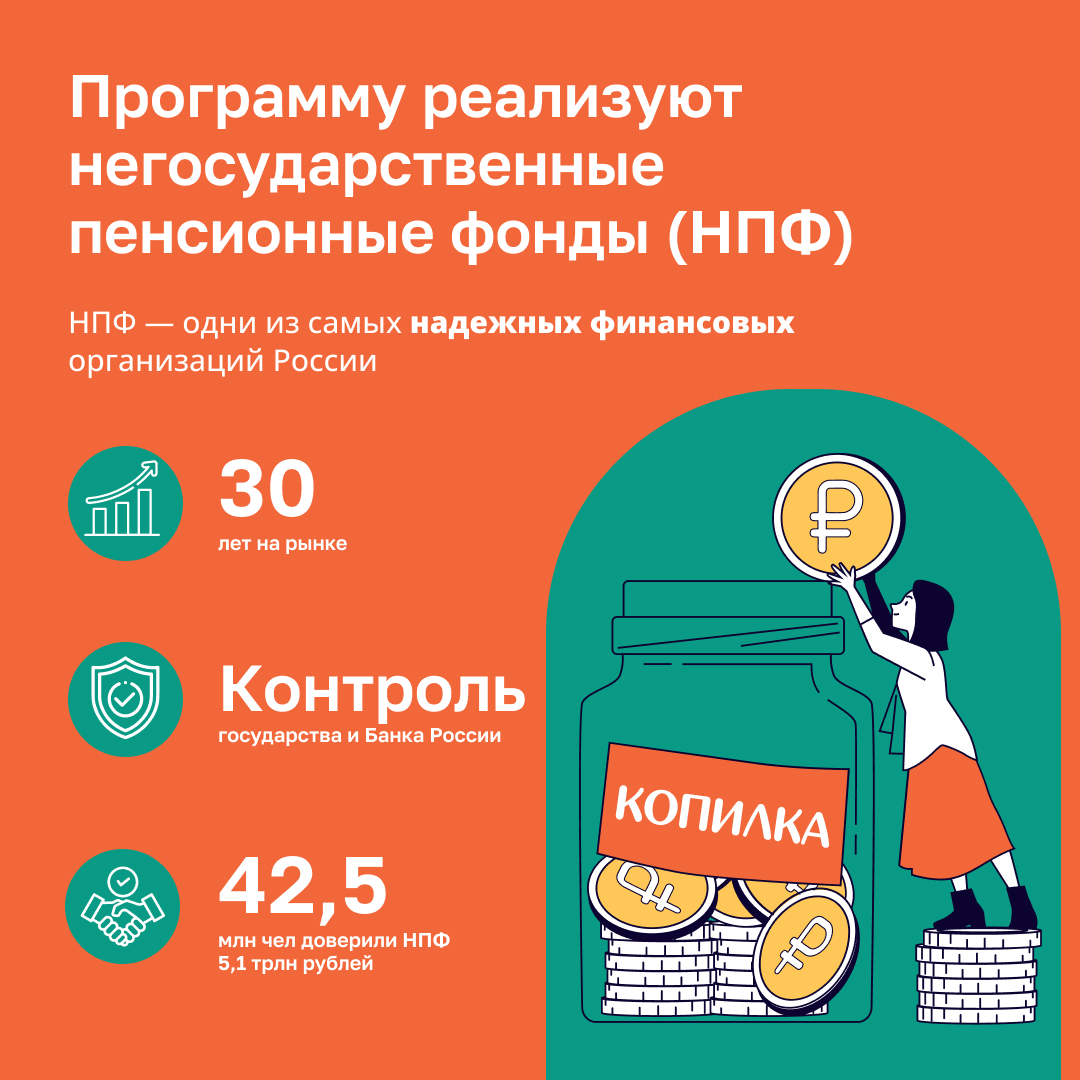 Программу реализуют
негосударственные
пенсионные фонды (НПФ)
НПФ — одни из самых надежных финансовых
организаций России
30
лет на рынке
Контроль
государства и Банка России
42,5
млн чел доверили НПФ
5,1 трлн рублей
КОПИЛКА